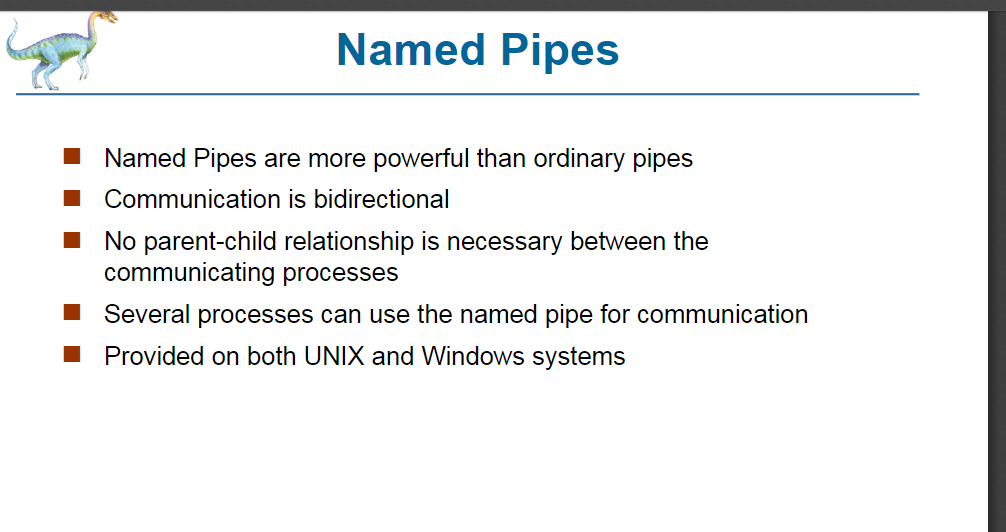 Named Pipes
Named Pipes are more powerful than ordinary pipes
Communication is bidirectional
No parent-child relationship is necessary between the
communicating processes
Several processes can use the named pipe for communication
Provided on both UNIX and Windows systems